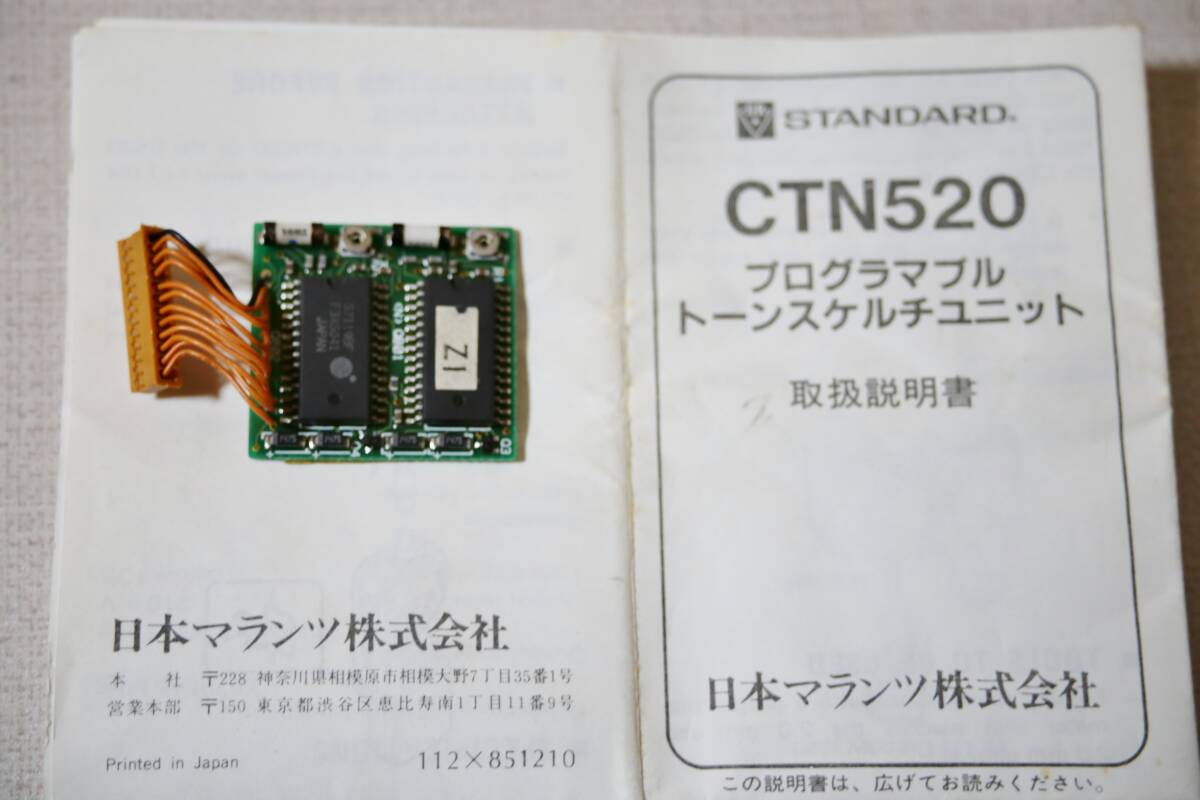 日本マランツ株式会社
本 社 〒228 神奈川県相模原市相模大野7丁目35番1号
営業本部 〒150 東京都渋谷区恵比寿南1丁目11番9号
Printed in Japan 112×851210
STANDARD®
CTN520
プログラマブル
トーンスケルチユニット
取扱説明書
日本マランツ株式会社
この説明書は、広げてお読みください。
Z1
JAPAN